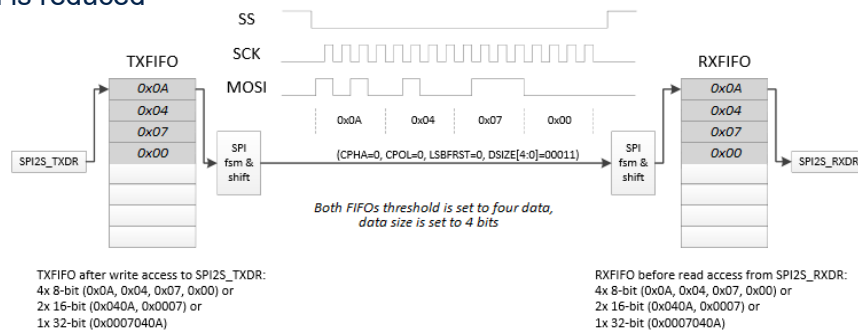 is reduced
SS
SCK
MOSI
TXFIFO
RXFIFO
0x0A
0x04
0x07
0x00
0x0A
0x04
0x07
0x00
0x0A
0x04
0x07
0x00
SPI2S_TXDR
SPI
fsm &
shift
(CPHA=0, CPOL=0, LSBFRST=0, DSIZE[4:0]=00011)
SPI
fsm &
shift
SPI2S_RXDR
Both FIFOs threshold is set to four data,
data size is set to 4 bits
TXFIFO after write access to SPI2S_TXDR:
4x 8-bit (0x0A, 0x04, 0x07, 0x00) or
2x 16-bit (0x040A, 0x0007) or
1x 32-bit (0x0007040A)
RXFIFO before read access from SPI2S_RXDR:
4x 8-bit (0x0A, 0x04, 0x07, 0x00) or
2x 16-bit (0x040A, 0x0007) or
1x 32-bit (0x0007040A)